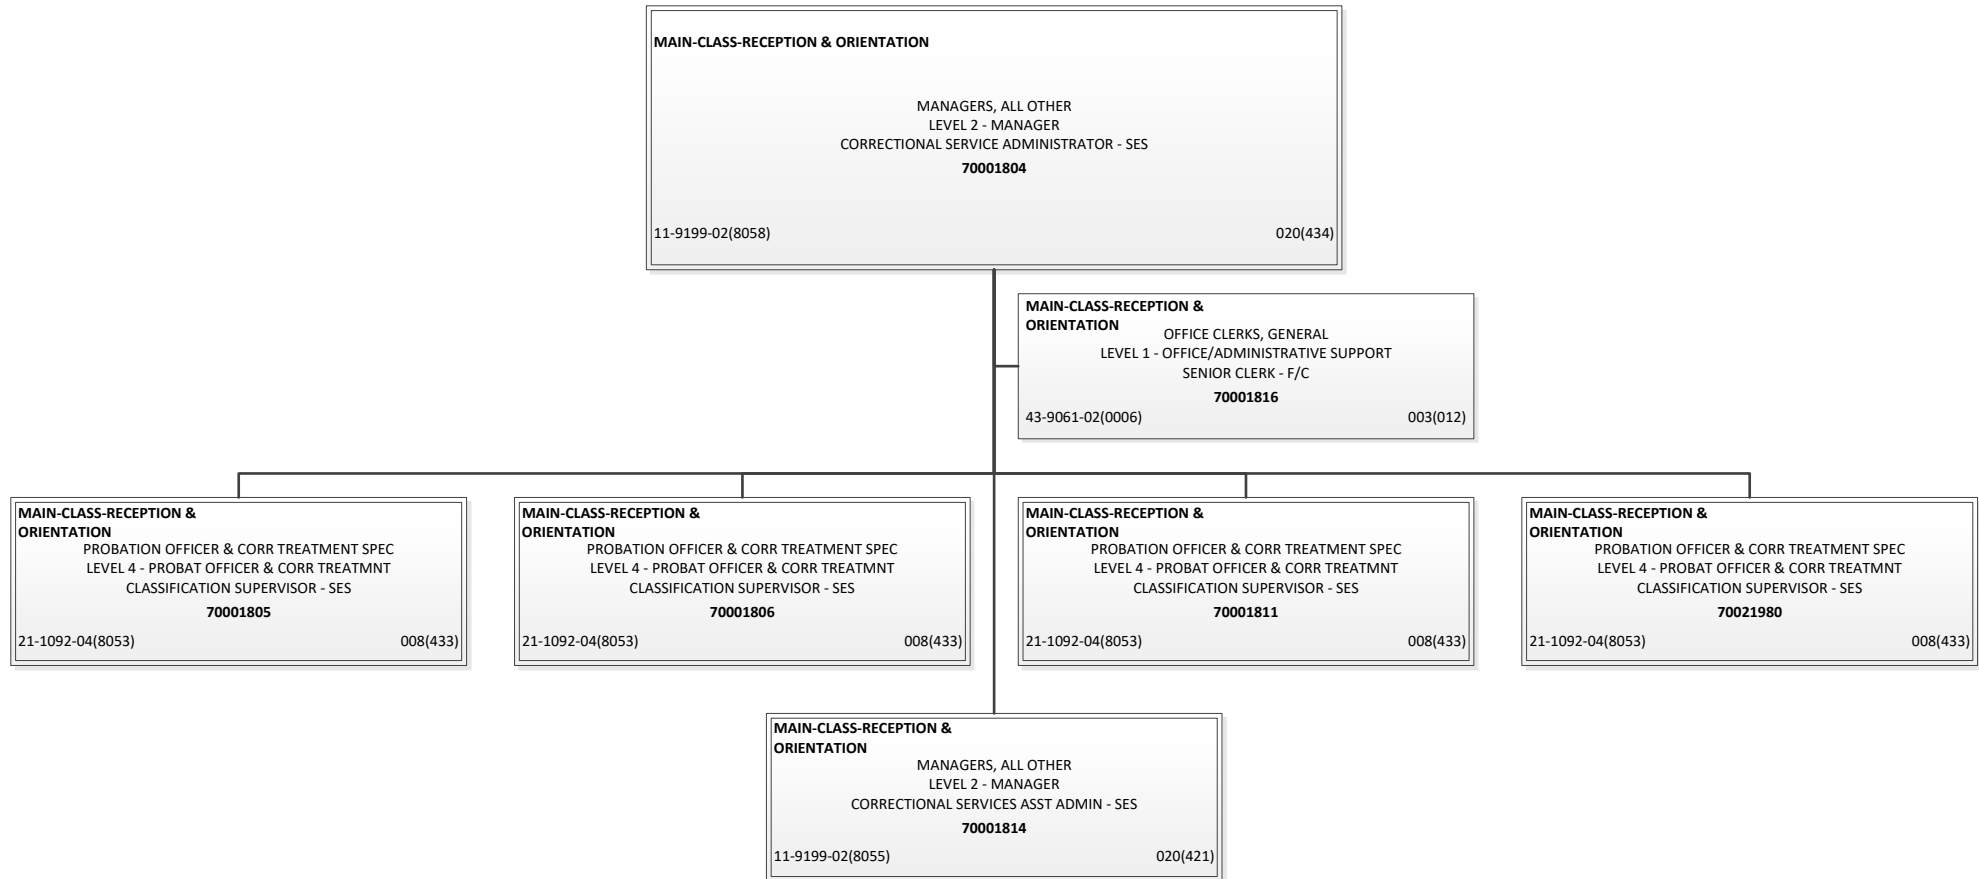 MAIN-CLASS-RECEPTION & ORIENTATION
MANAGERS, ALL OTHER
LEVEL 2 - MANAGER
CORRECTIONAL SERVICE ADMINISTRATOR - SES
70001804
11-9199-02(8058)
020(434)
MAIN-CLASS-RECEPTION &
ORIENTATION
OFFICE CLERKS, GENERAL
LEVEL 1 - OFFICE/ADMINISTRATIVE SUPPORT
SENIOR CLERK - F/C
70001816
43-9061-02(0006)
003(012)
MAIN-CLASS-RECEPTION &
ORIENTATION
PROBATION OFFICER & CORR TREATMENT SPEC
LEVEL 4 - PROBAT OFFICER & CORR TREATMNT
CLASSIFICATION SUPERVISOR - SES
70001805
21-1092-04(8053)
008(433)
MAIN-CLASS-RECEPTION &
ORIENTATION
PROBATION OFFICER & CORR TREATMENT SPEC
LEVEL 4 - PROBAT OFFICER & CORR TREATMNT
CLASSIFICATION SUPERVISOR - SES
70001806
21-1092-04(8053)
008(433)
MAIN-CLASS-RECEPTION &
ORIENTATION
PROBATION OFFICER & CORR TREATMENT SPEC
LEVEL 4 - PROBAT OFFICER & CORR TREATMNT
CLASSIFICATION SUPERVISOR - SES
70001811
21-1092-04(8053)
008(433)
MAIN-CLASS-RECEPTION &
ORIENTATION
PROBATION OFFICER & CORR TREATMENT SPEC
LEVEL 4 - PROBAT OFFICER & CORR TREATMNT
CLASSIFICATION SUPERVISOR - SES
70021980
21-1092-04(8053)
008(433)
MAIN-CLASS-RECEPTION &
ORIENTATION
MANAGERS, ALL OTHER
LEVEL 2 - MANAGER
CORRECTIONAL SERVICES ASST ADMIN - SES
70001814
11-9199-02(8055)
020(421)